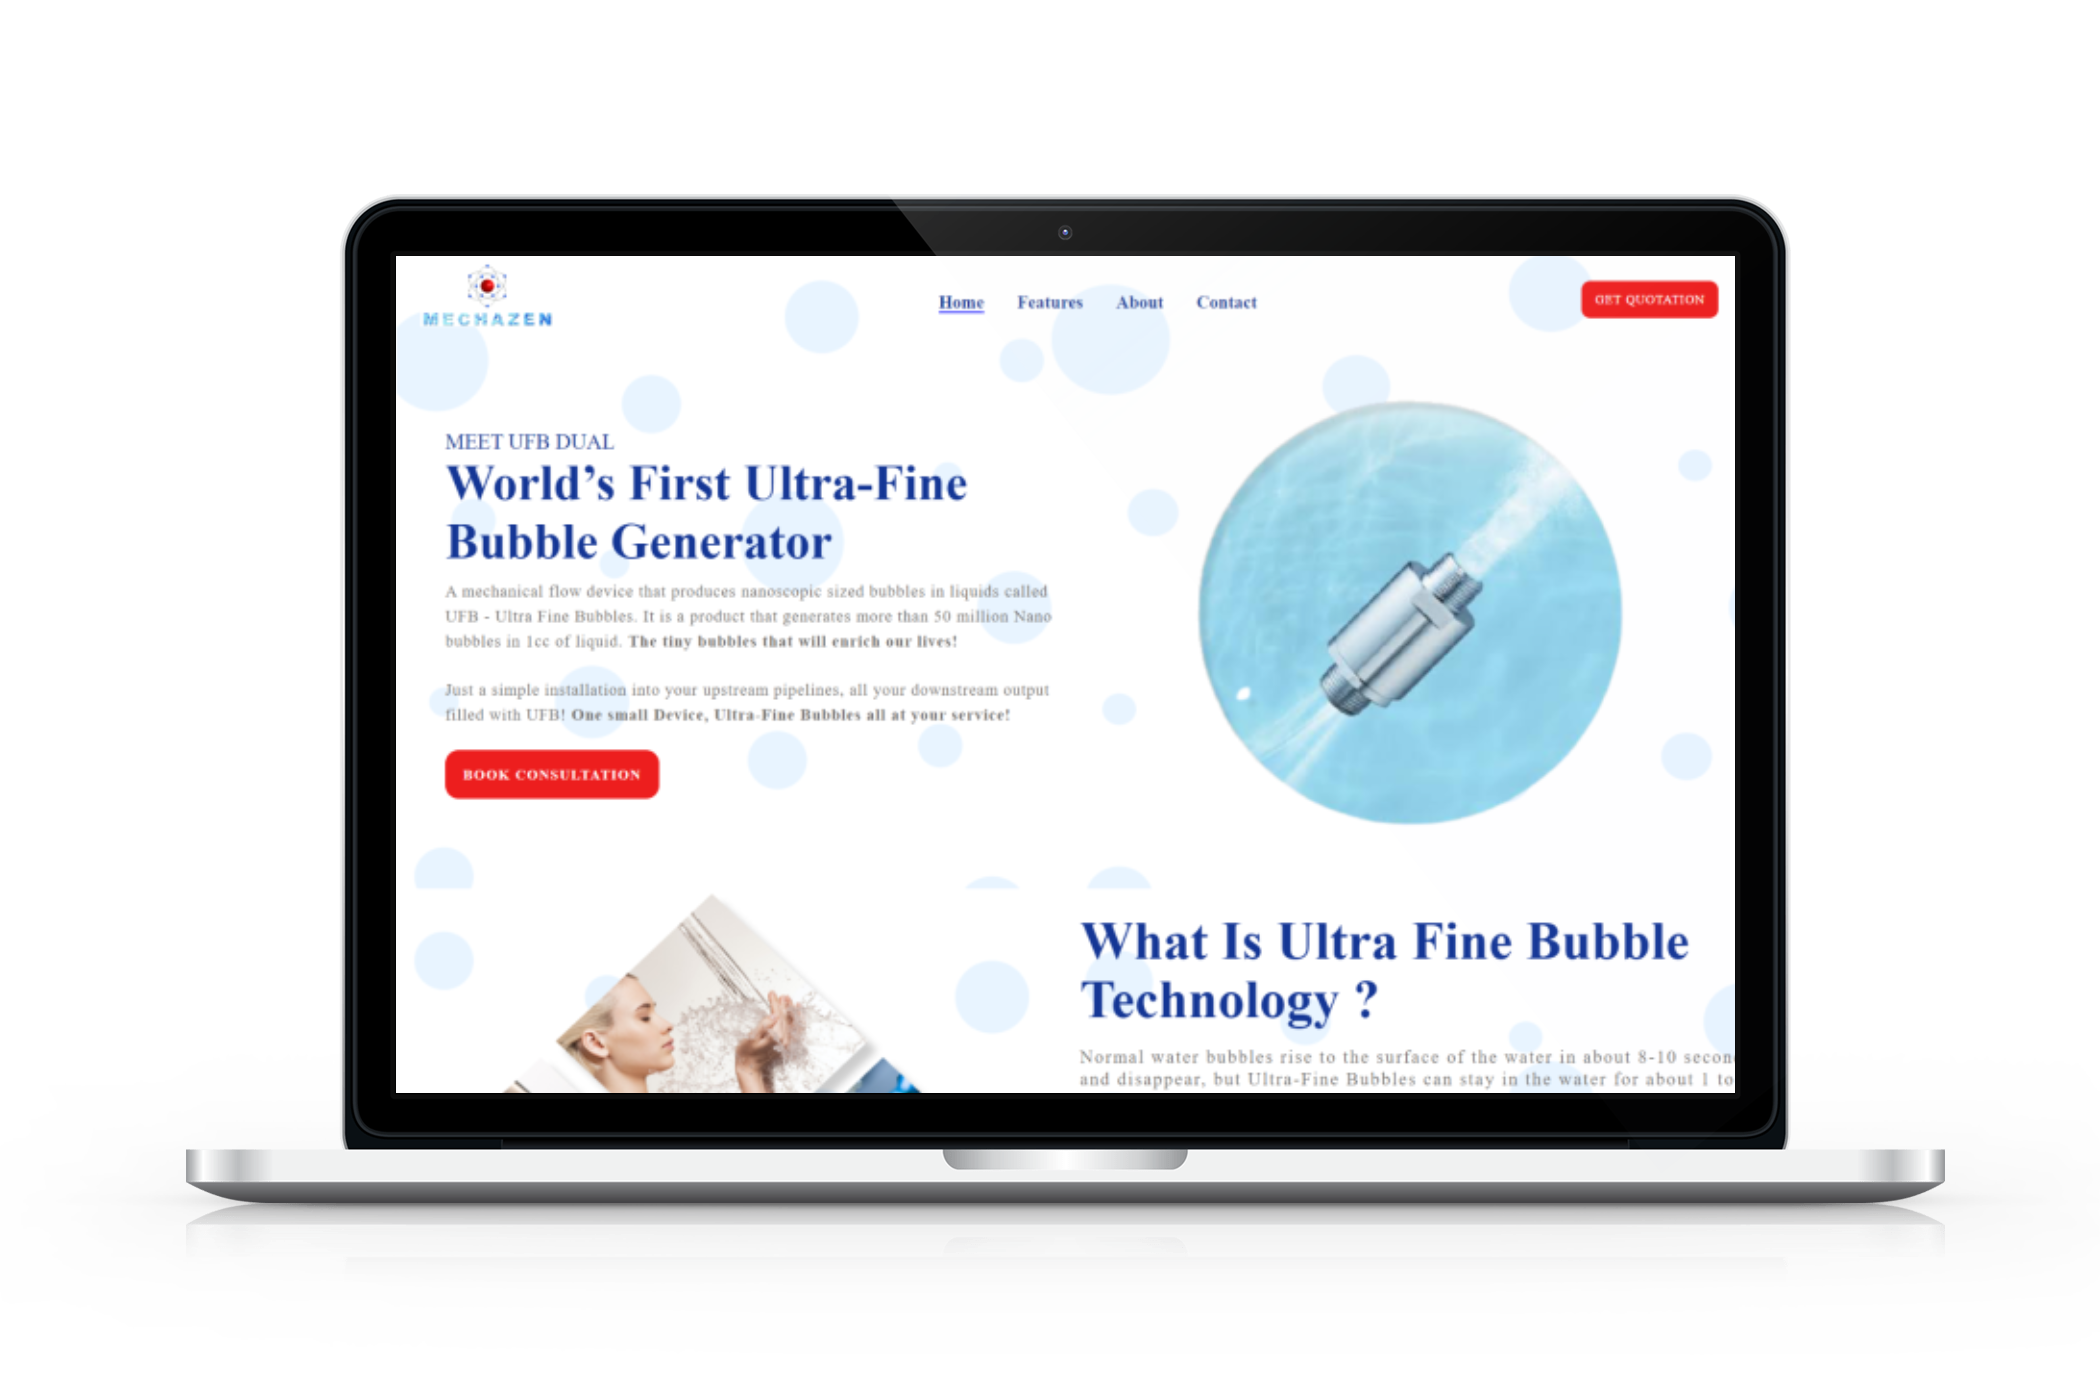 MECHAZEN
Home Features About Contact
GET QUOTATION
MEET UFB DUAL
World's First Ultra-Fine
Bubble Generator
A mechanical flow device that produces nanoscopic sized bubbles in liquids called
UFB - Ultra Fine Bubbles. It is a product that generates more than 50 million Nano
bubbles in 1cc of liquid. The tiny bubbles that will enrich our lives!
Just a simple installation into your upstream pipelines, all your downstream output
filled with UFB! One small Device, Ultra-Fine Bubbles all at your service!
BOOK CONSULTATION
What Is Ultra Fine Bubble
Technology ?
Normal water bubbles rise to the surface of the water in about 8-10 secon
and disappear, but Ultra-Fine Bubbles can stay in the water for about 1 to